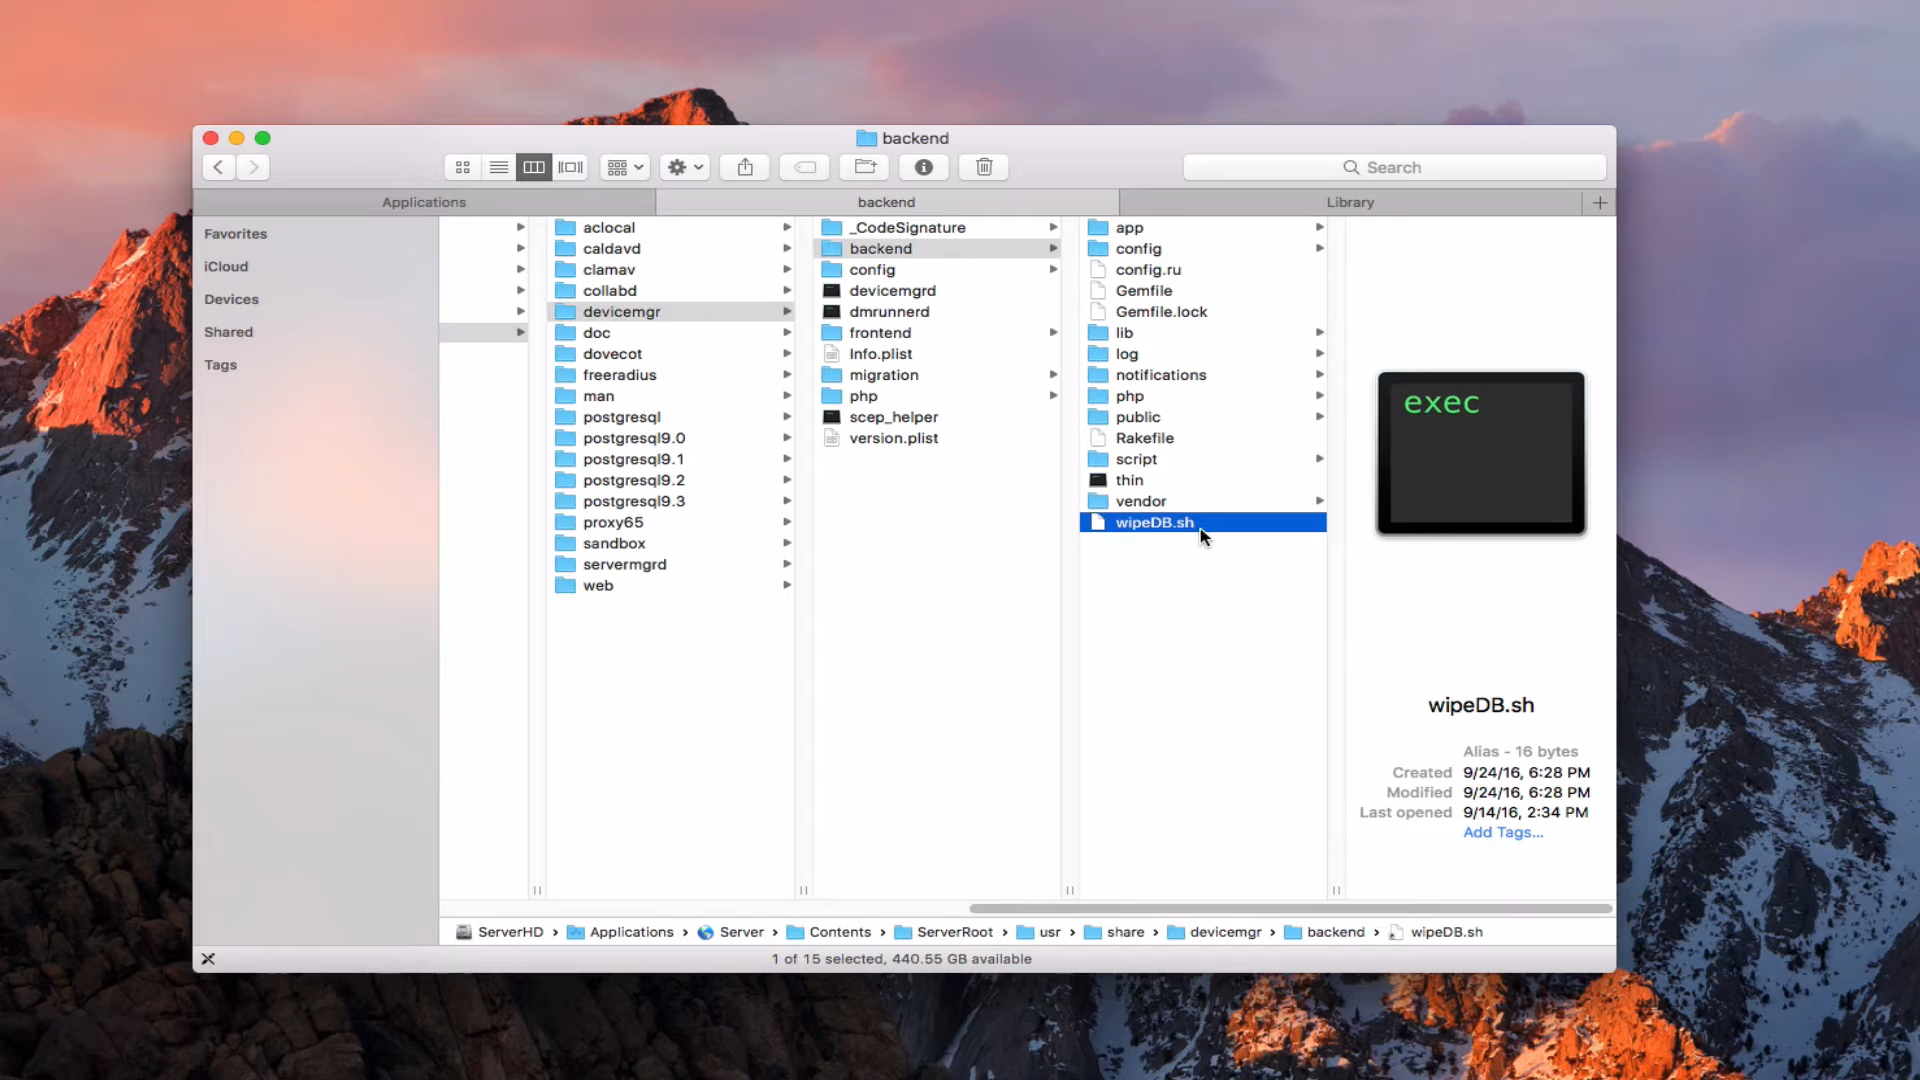 backend
Search
Applications
backend
Library
Favorites
iCloud
Devices
Shared
Tags
aclocal
caldavd
clamav
collabd
devicemgr
doc
dovecot
freeradius
man
postgresql
postgresql9.0
postgresql9.1
postgresql9.2
postgresql9.3
proxy65
sandbox
servermgrd
web
_CodeSignature
backend
config
devicemgrd
dmrunnerd
frontend
Info.plist
migration
php
scep_helper
version.plist
app
config
config.ru
Gemfile
Gemfile.lock
lib
log
notifications
php
public
Rakefile
script
thin
vendor
wipeDB.sh
exec
wipeDB.sh
Alias - 16 bytes
Created 9/24/16, 6:28 PM
Modified 9/24/16, 6:28 PM
Last opened 9/14/16, 2:34 PM
Add Tags...
ServerHD › Applications › Server › Contents › ServerRoot › usr › share › devicemgr › backend › wipeDB.sh
1 of 15 selected, 440.55 GB available